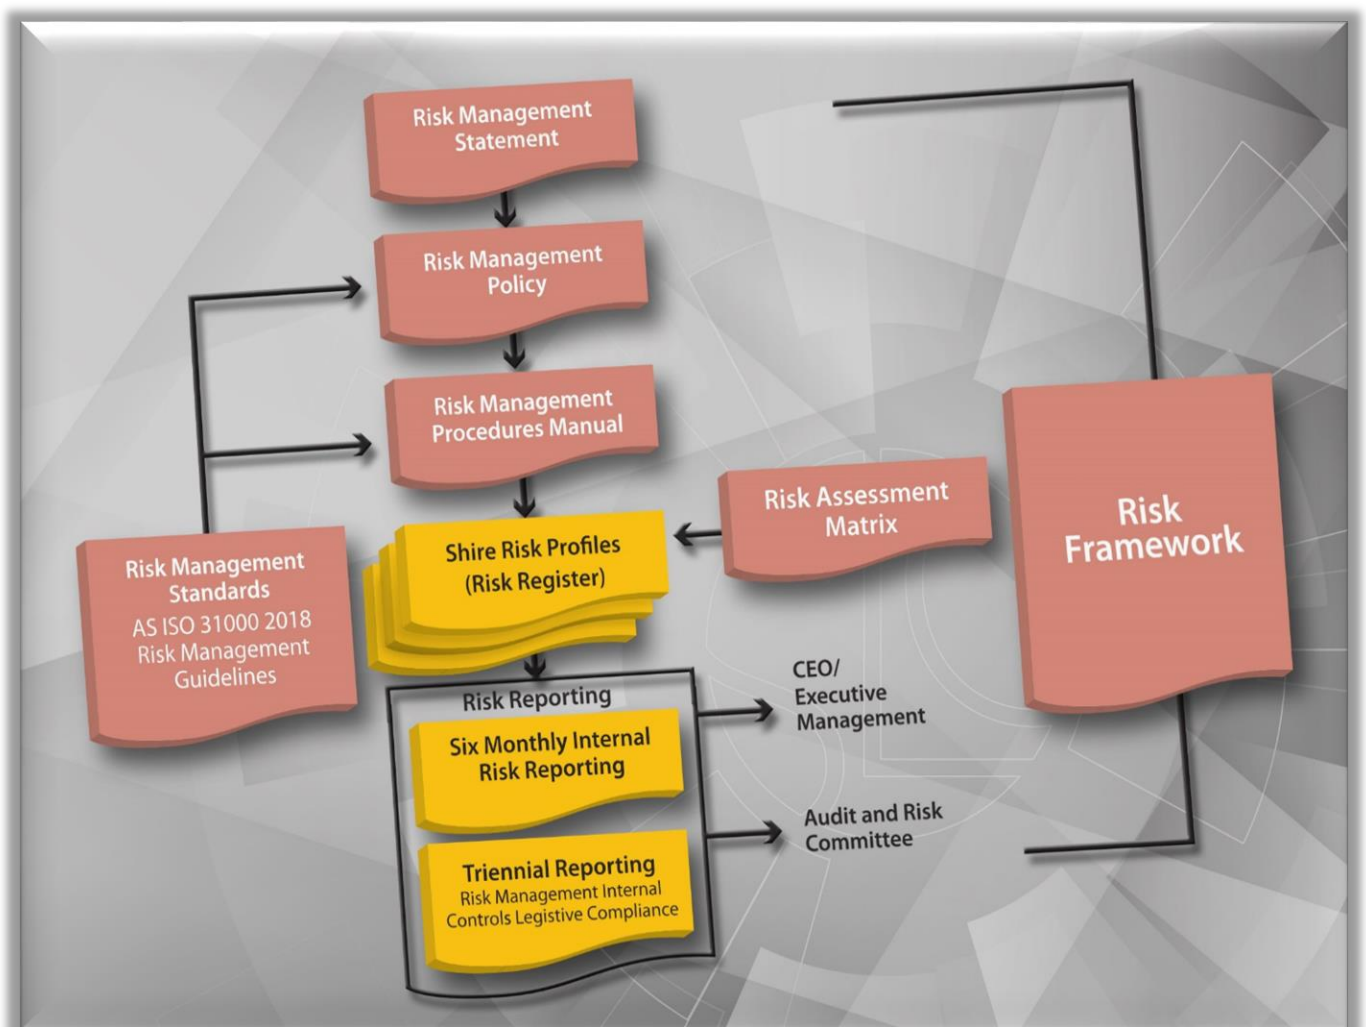 Risk Management
Statement
Risk Management
Policy
Risk Management
Procedures Manual
Risk Management
Standards
AS ISO 31000 2018
Risk Management
Guidelines
Shire Risk Profiles
(Risk Register)
Risk Assessment
Matrix
Risk
Framework
Risk Reporting
Six Monthly Internal
Risk Reporting
Triennial Reporting
Risk Management Internal
Controls Legistive Compliance
CEO/
Executive
Management
Audit and Risk
Committee